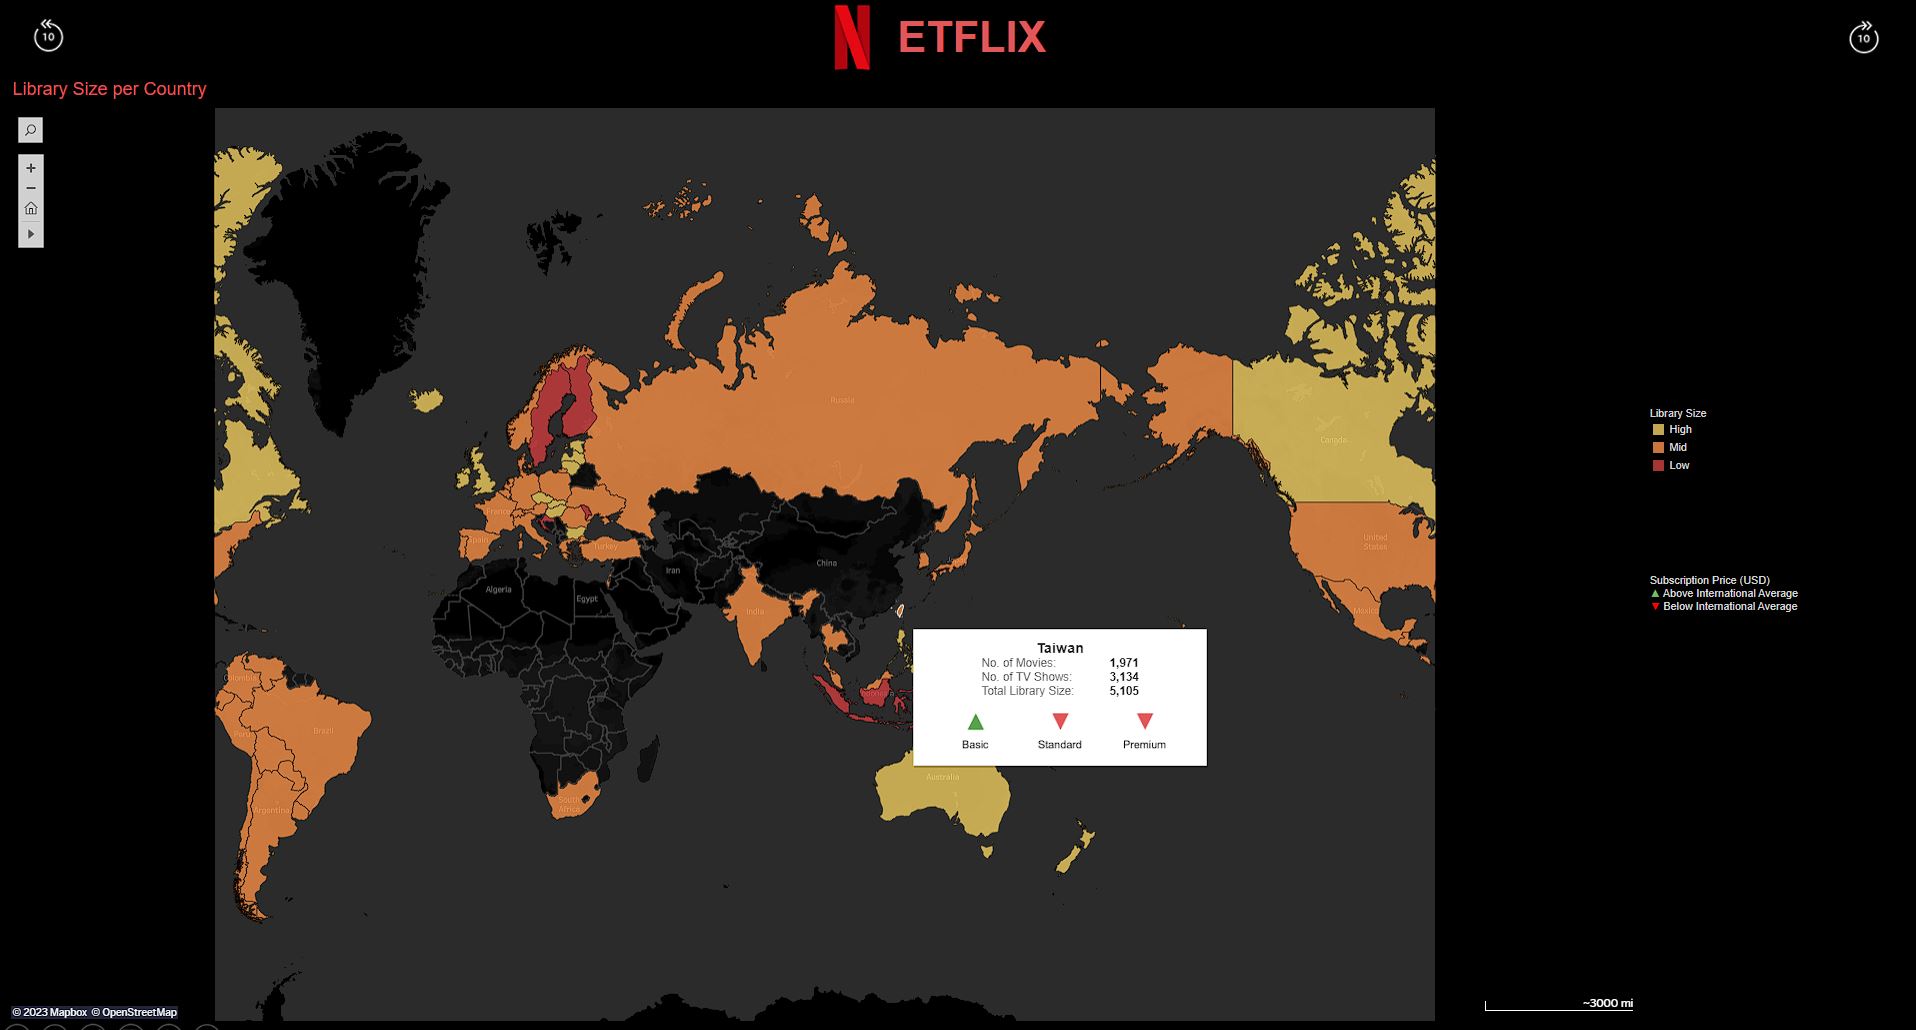 10
N ETFLIX
10
Library Size per Country
Russia
Canada
France
Spain
Turkey
United
States
Iran
China
Japan
Algeria
Egypt
India
Mexico
Colombia
Indonesia
Peru
Brazil
Argentina
South
Africa
Australia
Taiwan
No. of Movies: 1,971
No. of TV Shows: 3,134
Total Library Size: 5,105
Basic Standard Premium
Library Size
High
Mid
Low
Subscription Price (USD)
Above International Average
Below International Average
© 2023 Mapbox © OpenStreetMap
~3000 mi